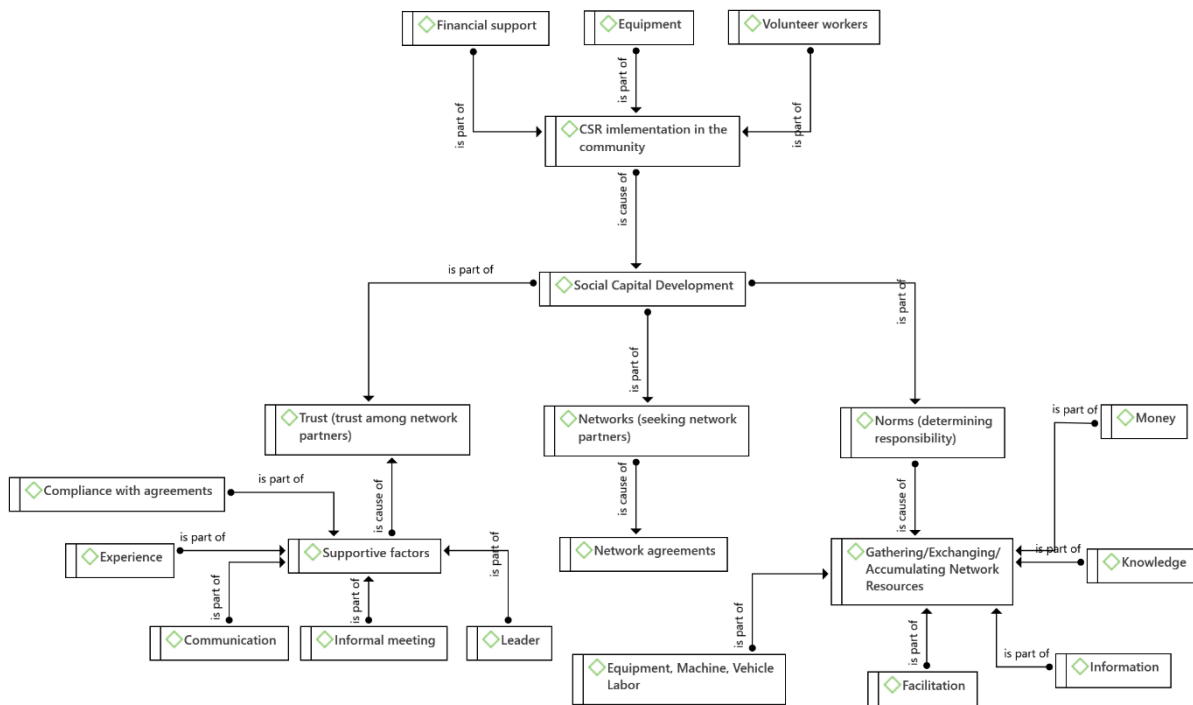 Financial support
Equipment
Volunteer workers
is part of
is part of
is part of
CSR imlementation in the
community
is cause of
is part of
Social Capital Development
is part of
is part of
Trust (trust among network
partners)
Networks (seeking network
partners)
Norms (determining
responsibility)
is part of
Money
Compliance with agreements
is part of
is cause of
is cause of
is cause of
Experience
is part of
Supportive factors
is part of
Network agreements
Gathering/Exchanging/
Accumulating Network
Resources
is part of
Knowledge
is part of
is part of
Communication
Informal meeting
Leader
is part of
is part of
is part of
Equipment, Machine, Vehicle
Labor
Facilitation
Information